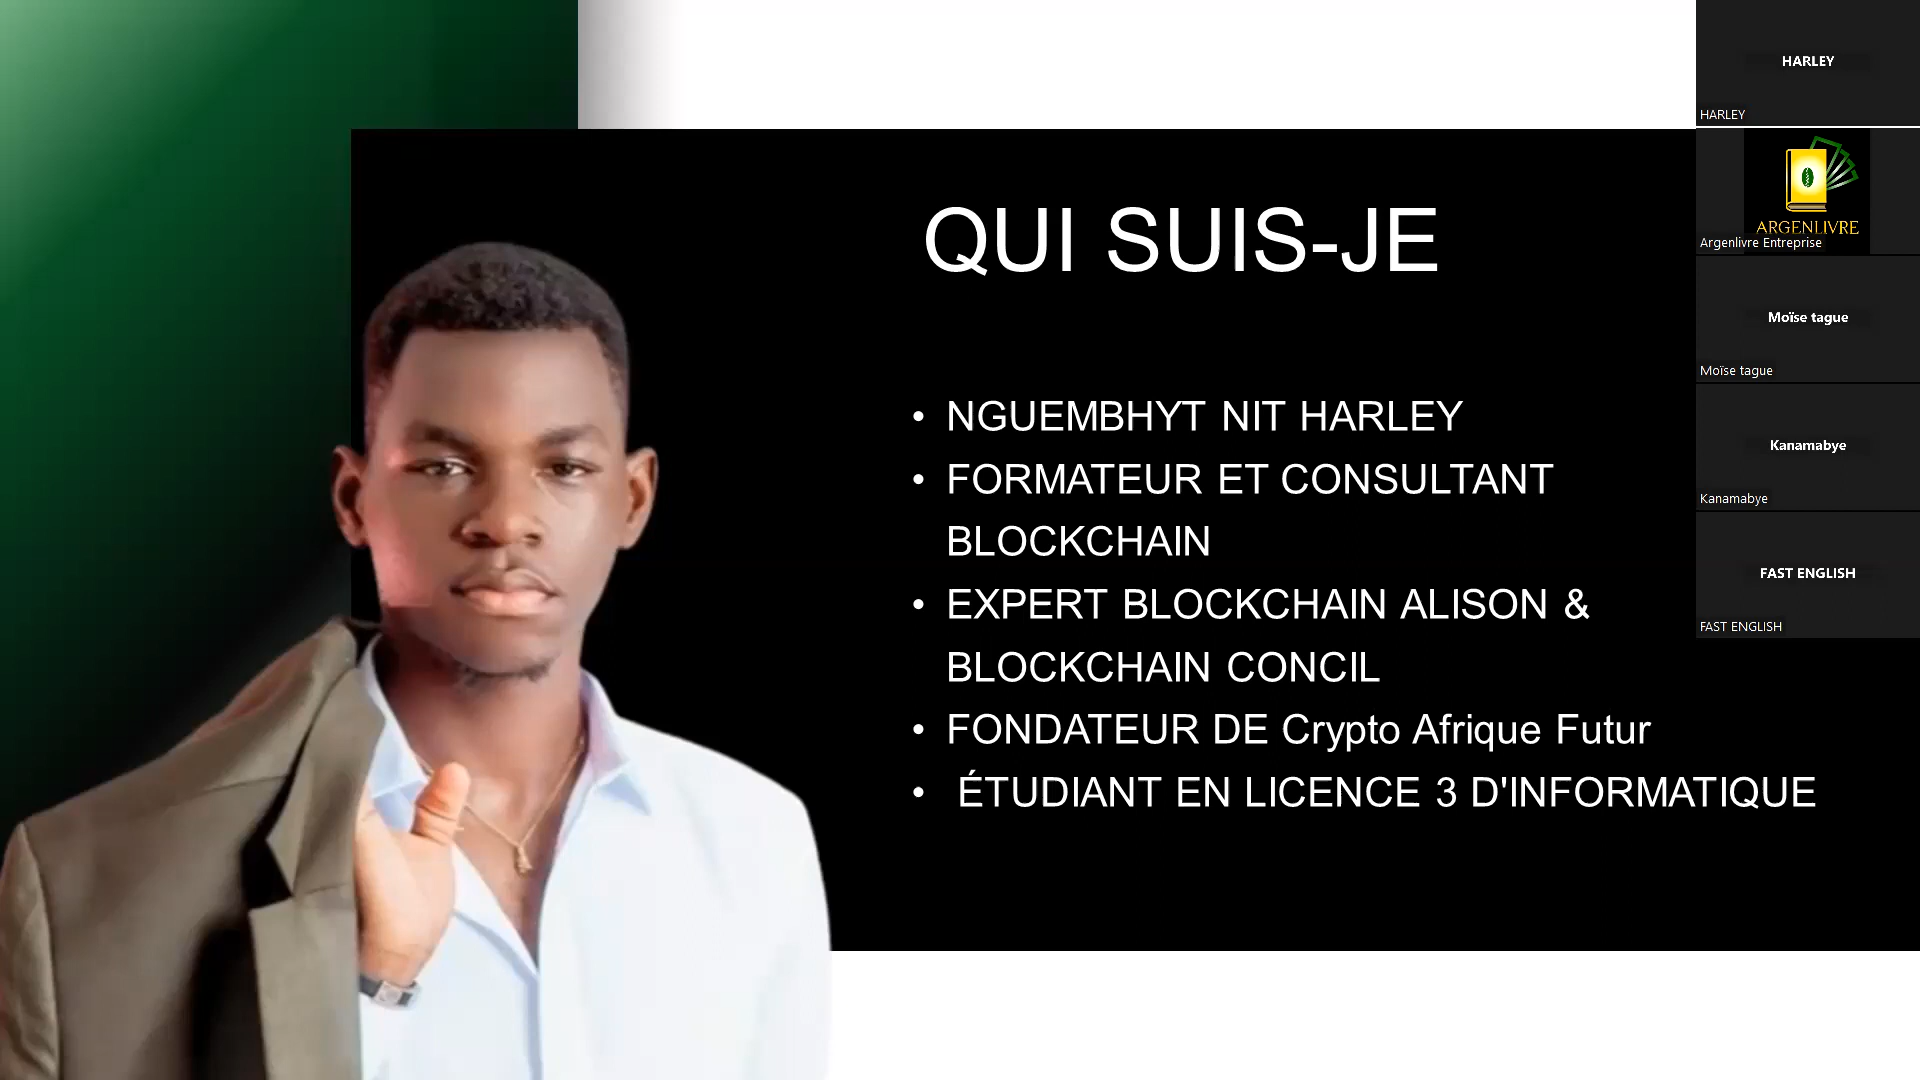 QUI SUIS-JE
• NGUEMBHYT NIT HARLEY
• FORMATEUR ET CONSULTANT
BLOCKCHAIN
• EXPERT BLOCKCHAIN ALISON &
BLOCKCHAIN CONCIL
• FONDATEUR DE Crypto Afrique Futur
• ÉTUDIANT EN LICENCE 3 D'INFORMATIQUE
HARLEY
HARLEY
ARGENLIVRE
Argenlivre Entreprise
Moïse tague
Moïse tague
Kanamabye
Kanamabye
FAST ENGLISH
FAST ENGLISH